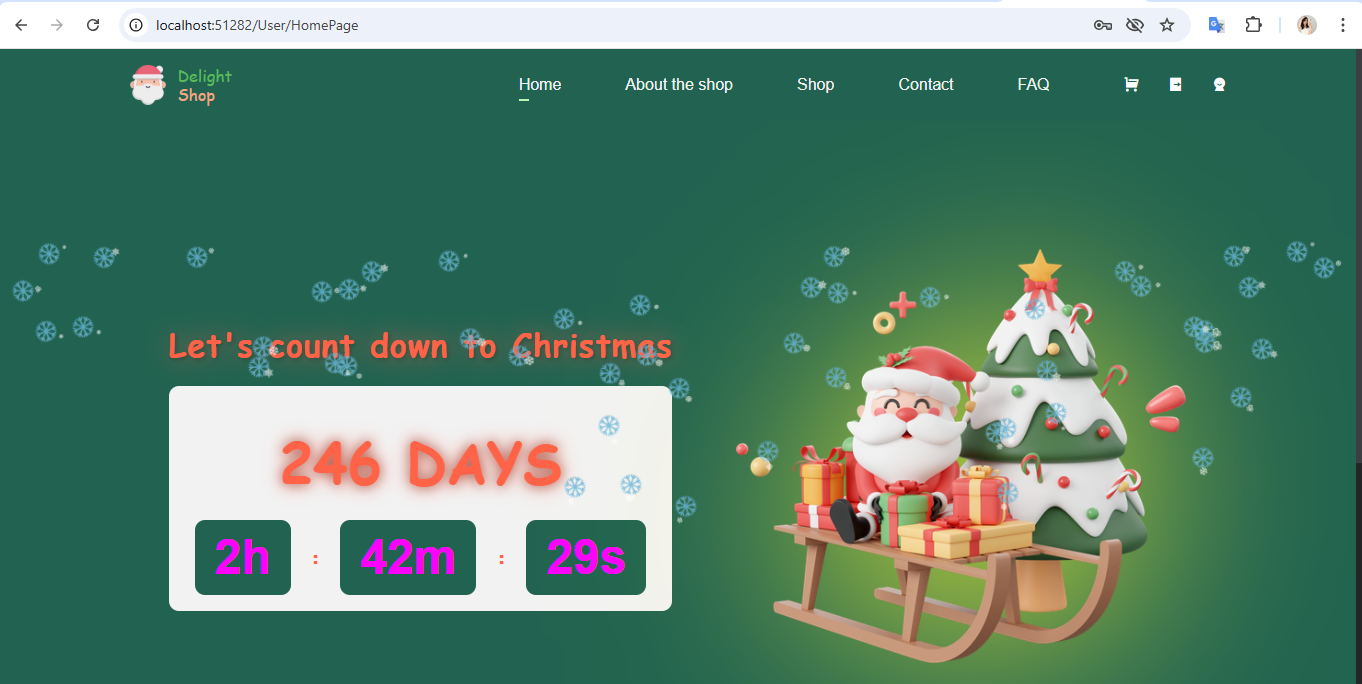 localhost:51282/User/HomePage
Delight
Shop
Home About the shop Shop Contact FAQ
Let's count down to Christmas
246 DAYS
2h : 42m : 29s